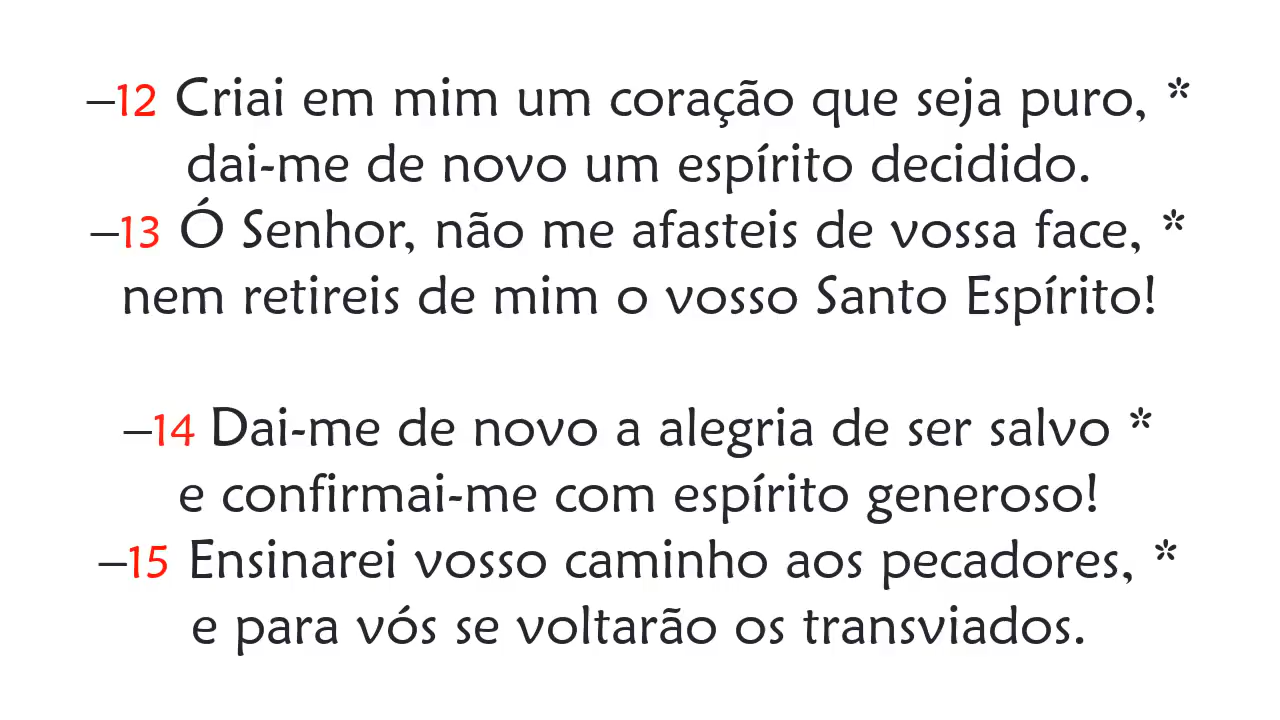 –12 Criai em mim um coração que seja puro, *
dai-me de novo um espírito decidido.
–13 Ó Senhor, não me afasteis de vossa face, *
nem retireis de mim o vosso Santo Espírito!
–14 Dai-me de novo a alegria de ser salvo *
e confirmai-me com espírito generoso!
–15 Ensinarei vosso caminho aos pecadores, *
e para vós se voltarão os transviados.